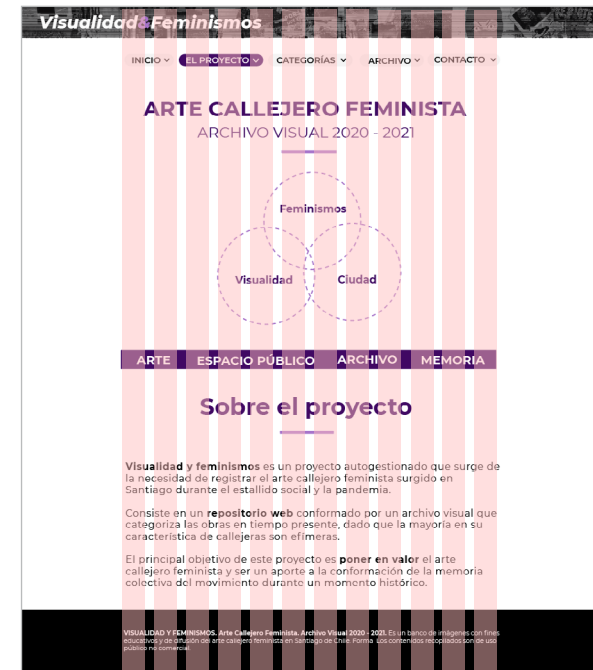 Visualidad&Feminismos
INICIO EL PROYECTO CATEGORÍAS ARCHIVO CONTACTO
ARTE CALLEJERO FEMINISTA
ARCHIVO VISUAL 2020 - 2021
Feminismos
Visualidad Ciudad
ARTE ESPACIO PÚBLICO ARCHIVO MEMORIA
Sobre el proyecto
Visualidad y feminismos es un proyecto autogestionado que surge de
la necesidad de registrar el arte callejero feminista surgido en
Santiago durante el estallido social y la pandemia.
Consiste en un repositorio web conformado por un archivo visual que
categoriza las obras en tiempo presente, dado que la mayoría en su
característica de callejeras son efímeras.
El principal objetivo de este proyecto es poner en valor el arte
callejero feminista y ser un aporte a la conformación de la memoria
colectiva del movimiento durante un momento histórico.
VISUALIDAD Y FEMINISMOS. Arte Callejero Feminista. Archivo Visual 2020 - 2021. Es un banco de imágenes con fines
educativos y de difusión del arte callejero feminista en Santiago de Chile. Forma Los contenidos recopilados son de uso
público no comercial.